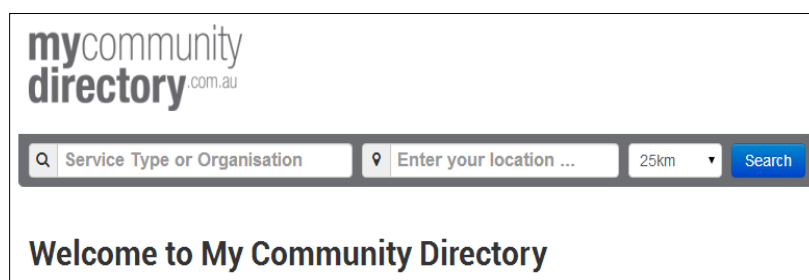 mycommunity
directory.com.au
Service Type or Organisation Enter your location ... 25km Search
Welcome to My Community Directory